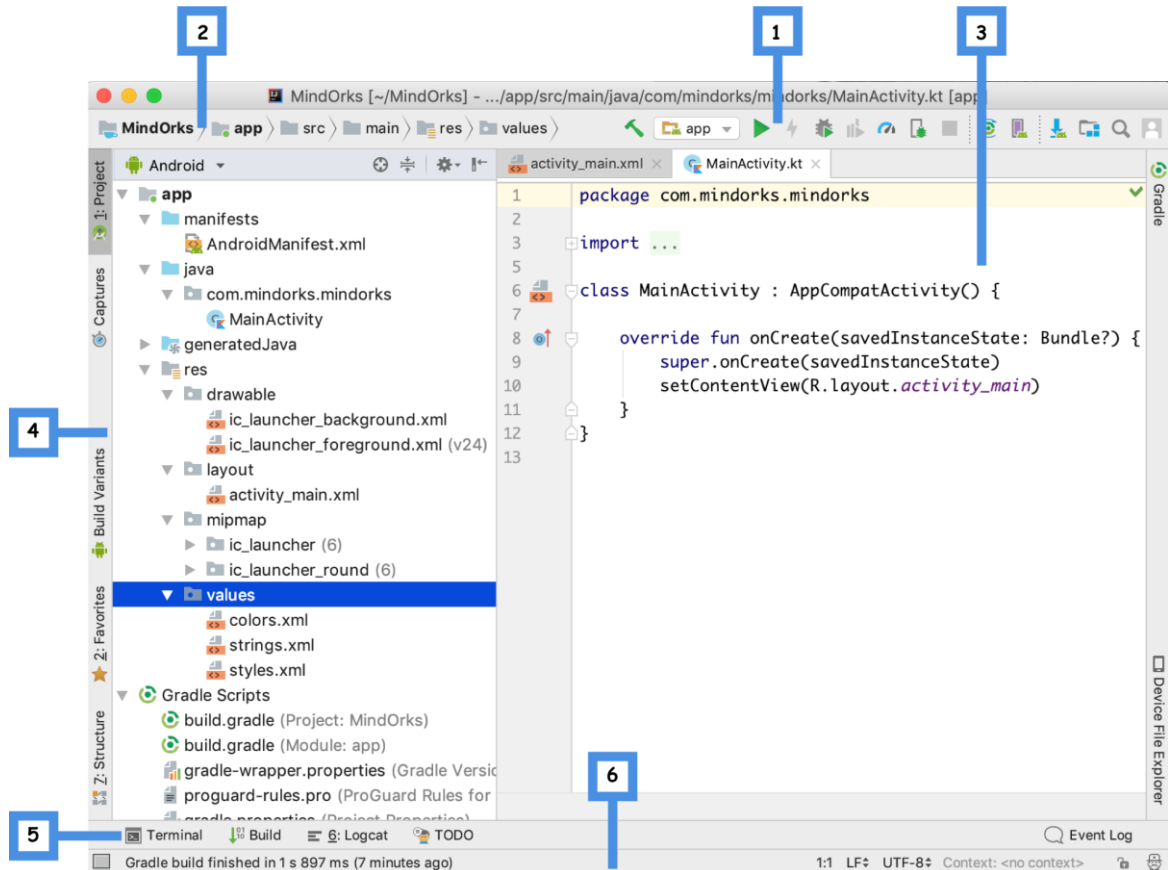 2
1
3
MindOrks [~/MindOrks] - .../app/src/main/java/com/mindorks/mindorks/MainActivity.kt [app]
MindOrks app src main res values app
1: Project
Captures
Build Variants
2: Favorites
7: Structure
Android
app
manifests
AndroidManifest.xml
java
com.mindorks.mindorks
MainActivity
generatedJava
res
drawable
ic_launcher_background.xml
ic_launcher_foreground.xml (v24)
layout
activity_main.xml
mipmap
ic_launcher (6)
ic_launcher_round (6)
values
colors.xml
strings.xml
styles.xml
Gradle Scripts
build.gradle (Project: MindOrks)
build.gradle (Module: app)
gradle-wrapper.properties (Gradle Versic
proguard-rules.pro (ProGuard Rules for
gradle.properties (Project Properties)
activity_main.xml MainActivity.kt
1 package com.mindorks.mindorks
2
3 import ...
5
6 class MainActivity : AppCompatActivity() {
7
8 override fun onCreate(savedInstanceState: Bundle?) {
9 super.onCreate(savedInstanceState)
10 setContentView(R.layout.activity_main)
11 }
12 }
13
Gradle
Device File Explorer
4
6
5
Terminal Build 6: Logcat TODO Event Log
Gradle build finished in 1 s 897 ms (7 minutes ago) 1:1 LF UTF-8 Context: <no context>